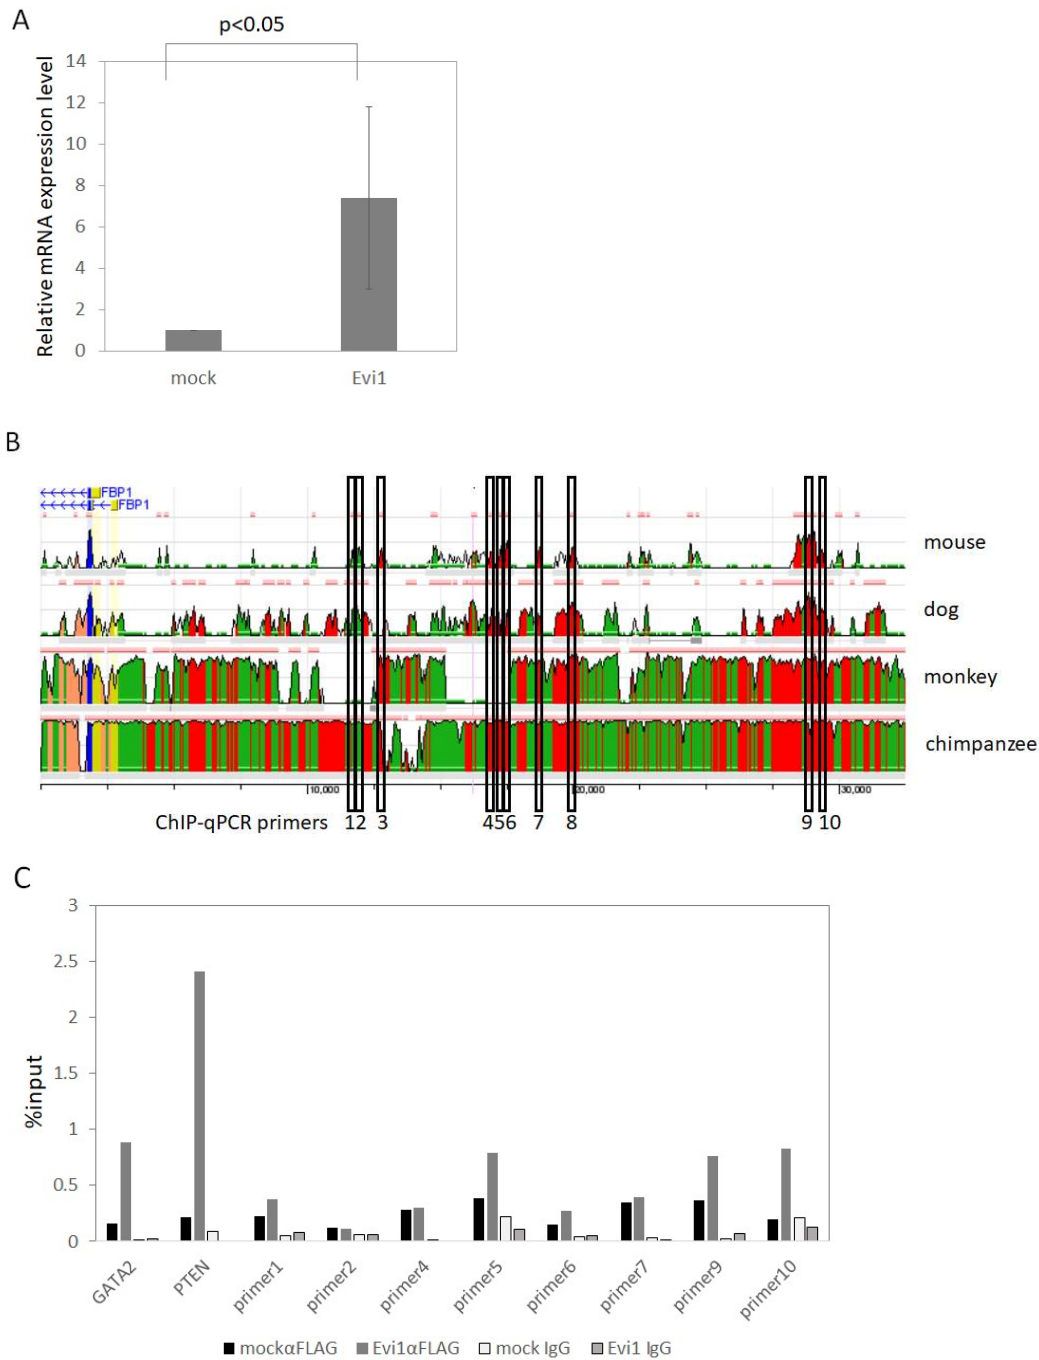 A
p<0.05
Relative mRNA expression level
14
12
10
8
6
4
2
0
mock
Evi1
B
FBP1
FBP1
mouse
dog
monkey
chimpanzee
10,000
20,000
30,000
ChIP-qPCR primers 12 3 456 7 8 9 10
C
%input
3
2.5
2
1.5
1
0.5
0
GATA2
PTEN
primer1
primer2
primer4
primer5
primer6
primer7
primer9
primer10
mockαFLAG Evi1αFLAG mock IgG Evi1 IgG